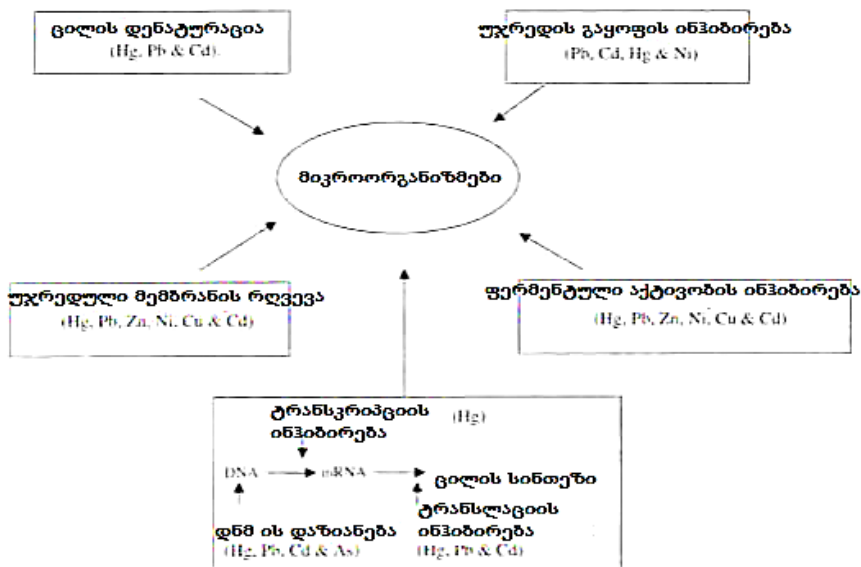 ცილის დენატურაცია
(Hg, Pb & Cd).
უჯრედის გაყოფის ინჰიბირება
(Pb, Cd, Hg & Ni)
მიკროორგანიზმები
უჯრედული მემბრანის რღვევა
(Hg, Pb, Zn, Ni, Cu & Cd)
ფერმენტული აქტივობის ინჰიბირება
(Hg, Pb, Zn, Ni, Cu & Cd)
ტრანსკრიპციის (Hg)
ინჰიბირება
DNA mRNA ცილის სინთეზი
ტრანსლაციის
დნმ ის დაზიანება ინჰიბირება
(Hg, Pb, Cd & As) (Hg, Pb & Cd)